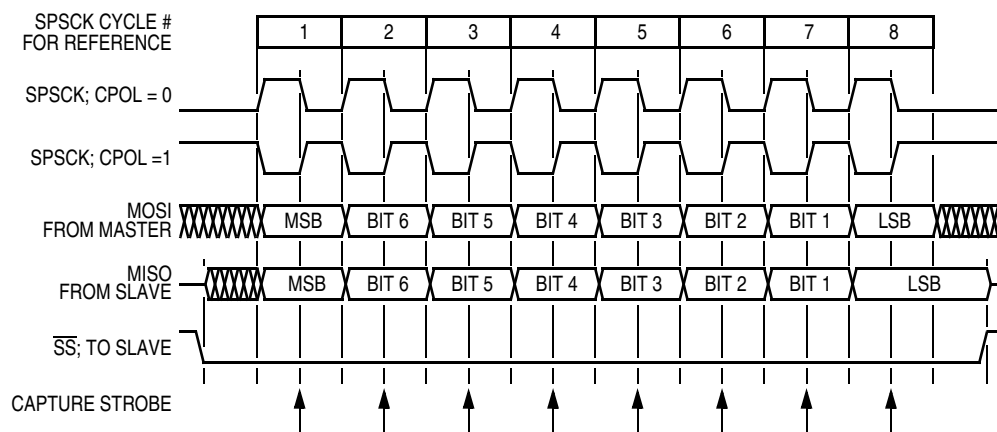 SPSCK CYCLE #
FOR REFERENCE
1 2 3 4 5 6 7 8
SPSCK; CPOL = 0
SPSCK; CPOL =1
MOSI
FROM MASTER
MSB BIT 6 BIT 5 BIT 4 BIT 3 BIT 2 BIT 1 LSB
MISO
FROM SLAVE
MSB BIT 6 BIT 5 BIT 4 BIT 3 BIT 2 BIT 1 LSB
SS; TO SLAVE
CAPTURE STROBE